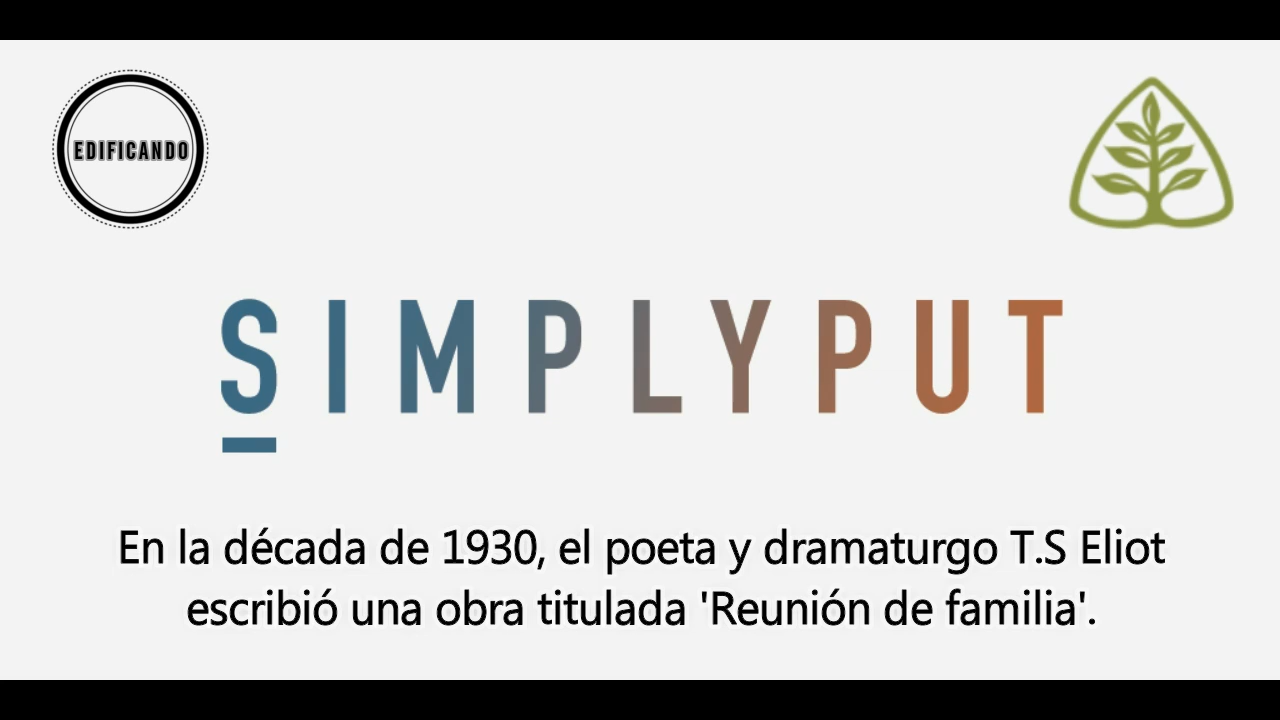 EDIFICANDO
SIMPLYPUT
En la década de 1930, el poeta y dramaturgo T.S Eliot
escribió una obra titulada 'Reunión de familia'.